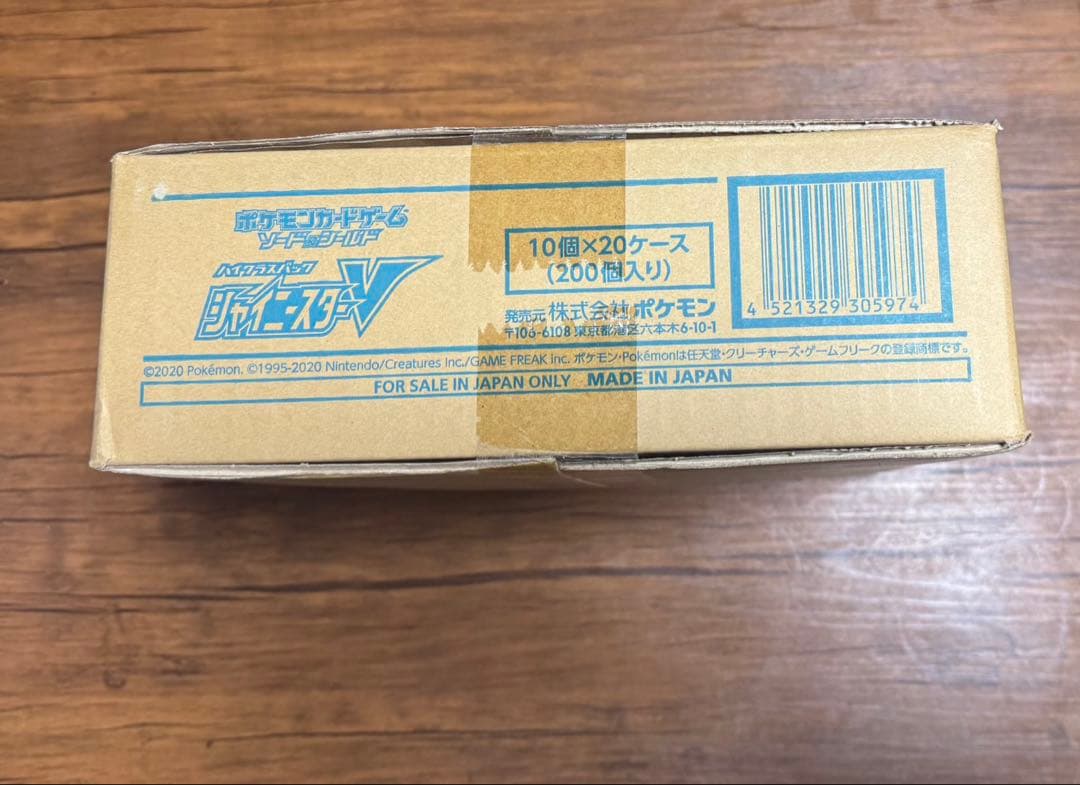 ポケモンカードゲーム
ソード&シールド
ハイクラスパック
シャイニースターV
10個×20ケース
(200個入り)
発売元 株式会社ポケモン
〒106-6108 東京都港区六本木6-10-1
4 521329 305974
©2020 Pokémon. ©1995-2020 Nintendo/Creatures Inc./GAME FREAK inc. ポケモン・Pokémonは任天堂・クリーチャーズ・ゲームフリークの登録商標です。
FOR SALE IN JAPAN ONLY MADE IN JAPAN